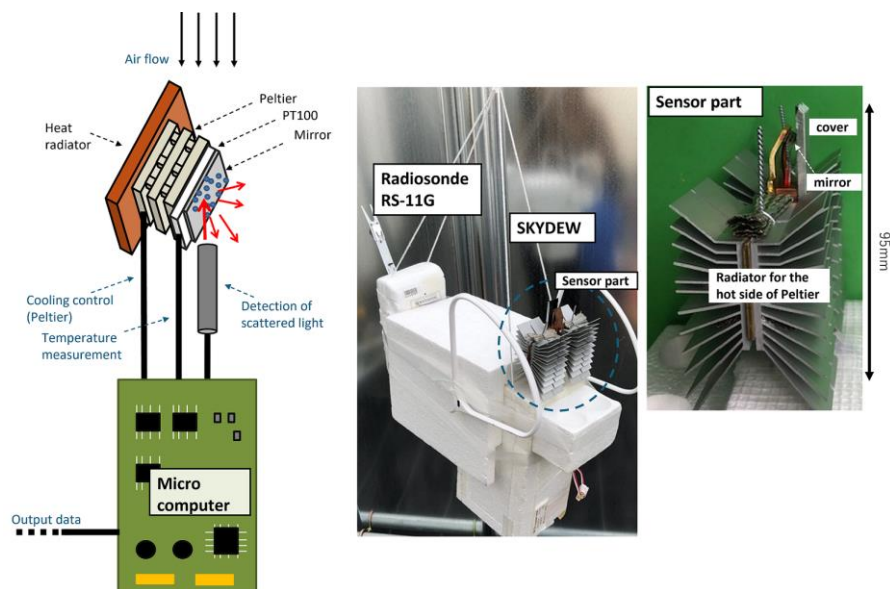 Air flow
Peltier
PT100
Mirror
Heat
radiator
Cooling control
(Peltier)
Temperature
measurement
Detection of
scattered light
Micro
computer
Output data
Radiosonde
RS-11G
SKYDEW
Sensor part
Sensor part
cover
mirror
Radiator for the
hot side of Peltier
95mm